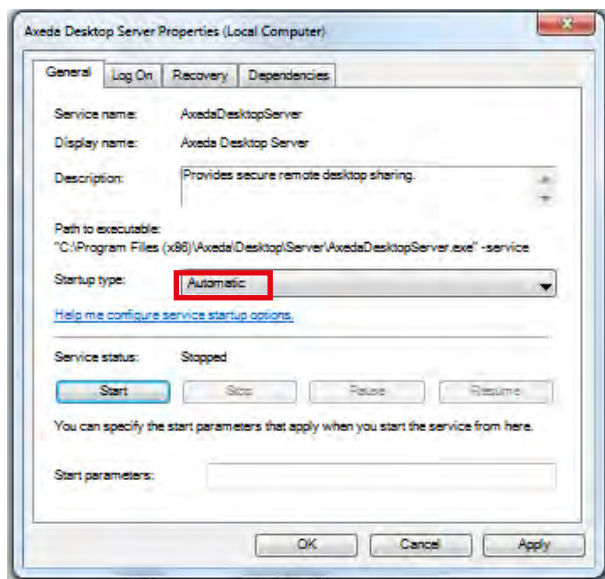 Axeda Desktop Server Properties (Local Computer)
General Log On Recovery Dependencies
Service name: AxedaDesktopServer
Display name: Axeda Desktop Server
Description: Provides secure remote desktop sharing.
Path to executable:
"C:\Program Files (x86)\Axeda\Desktop\Server\AxedaDesktopServer.exe" -service
Startup type: Automatic
Help me configure service startup options.
Service status: Stopped
Start Stop Pause Resume
You can specify the start parameters that apply when you start the service from here.
Start parameters:
OK Cancel Apply